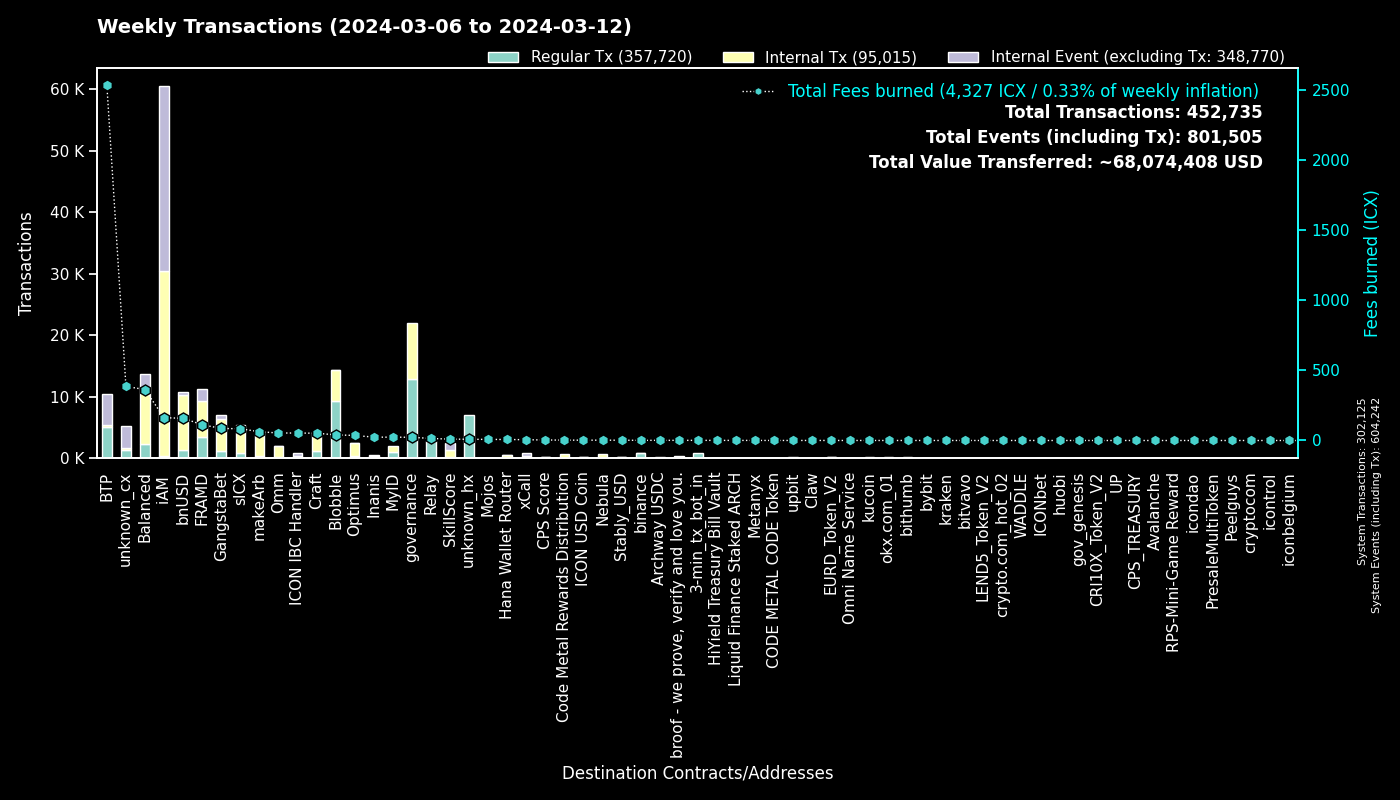 Weekly Transactions (2024-03-06 to 2024-03-12)
Regular Tx (357,720)
Internal Tx (95,015)
Internal Event (excluding Tx: 348,770)
Total Fees burned (4,327 ICX / 0.33% of weekly inflation)
Total Transactions: 452,735
Total Events (including Tx): 801,505
Total Value Transferred: ~68,074,408 USD
Transactions
60 K
50 K
40 K
30 K
20 K
10 K
0 K
2500
2000
1500
1000
500
0
Fees burned (ICX)
System Transactions: 302,125
System Events (including Tx): 604,242
BTP
unknown_cx
Balanced
iAM
bnUSD
FRAMD
GangstaBet
sICX
makeArb
Omm
ICON IBC Handler
Craft
Blobble
Optimus
Inanis
MyID
governance
Relay
SkillScore
unknown_hx
Mojos
Hana Wallet Router
xCall
CPS Score
Code Metal Rewards Distribution
ICON USD Coin
Nebula
Stably_USD
binance
Archway USDC
broof - we prove, verify and love you.
3-min_tx_bot_in
HiYield Treasury Bill Vault
Liquid Finance Staked ARCH
Metanyx
CODE METAL CODE Token
upbit
Claw
EURD_Token_V2
Omni Name Service
kucoin
okx.com_01
bithumb
bybit
kraken
bitvavo
LEND5_Token_V2
crypto.com_hot_02
WADDLE
ICONbet
huobi
gov_genesis
CRI10X_Token_V2
UP
CPS_TREASURY
Avalanche
RPS-Mini-Game Reward
icondao
PresaleMultiToken
Peelguys
cryptocom
icontrol
iconbelgium
Destination Contracts/Addresses